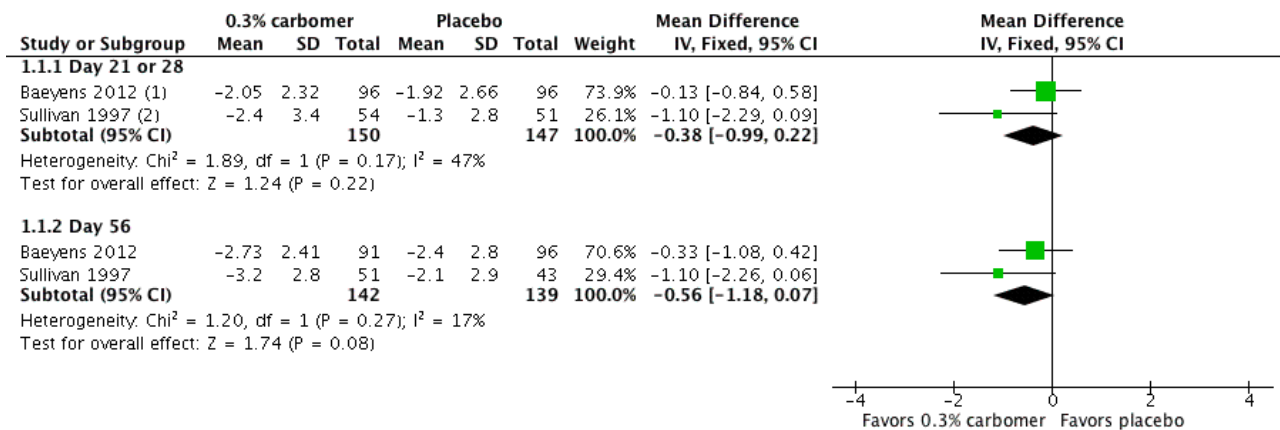 0.3% carbomer Placebo Mean Difference Mean Difference
Study or Subgroup Mean SD Total Mean SD Total Weight IV, Fixed, 95% CI IV, Fixed, 95% CI
1.1.1 Day 21 or 28
Baeyens 2012 (1) −2.05 2.32 96 −1.92 2.66 96 73.9% −0.13 [−0.84, 0.58]
Sullivan 1997 (2) −2.4 3.4 54 −1.3 2.8 51 26.1% −1.10 [−2.29, 0.09]
Subtotal (95% CI) 150 147 100.0% −0.38 [−0.99, 0.22]
Heterogeneity: Chi² = 1.89, df = 1 (P = 0.17); I² = 47%
Test for overall effect: Z = 1.24 (P = 0.22)
1.1.2 Day 56
Baeyens 2012 −2.73 2.41 91 −2.4 2.8 96 70.6% −0.33 [−1.08, 0.42]
Sullivan 1997 −3.2 2.8 51 −2.1 2.9 43 29.4% −1.10 [−2.26, 0.06]
Subtotal (95% CI) 142 139 100.0% −0.56 [−1.18, 0.07]
Heterogeneity: Chi² = 1.20, df = 1 (P = 0.27); I² = 17%
Test for overall effect: Z = 1.74 (P = 0.08)
−4 −2 0 2 4
Favors 0.3% carbomer Favors placebo